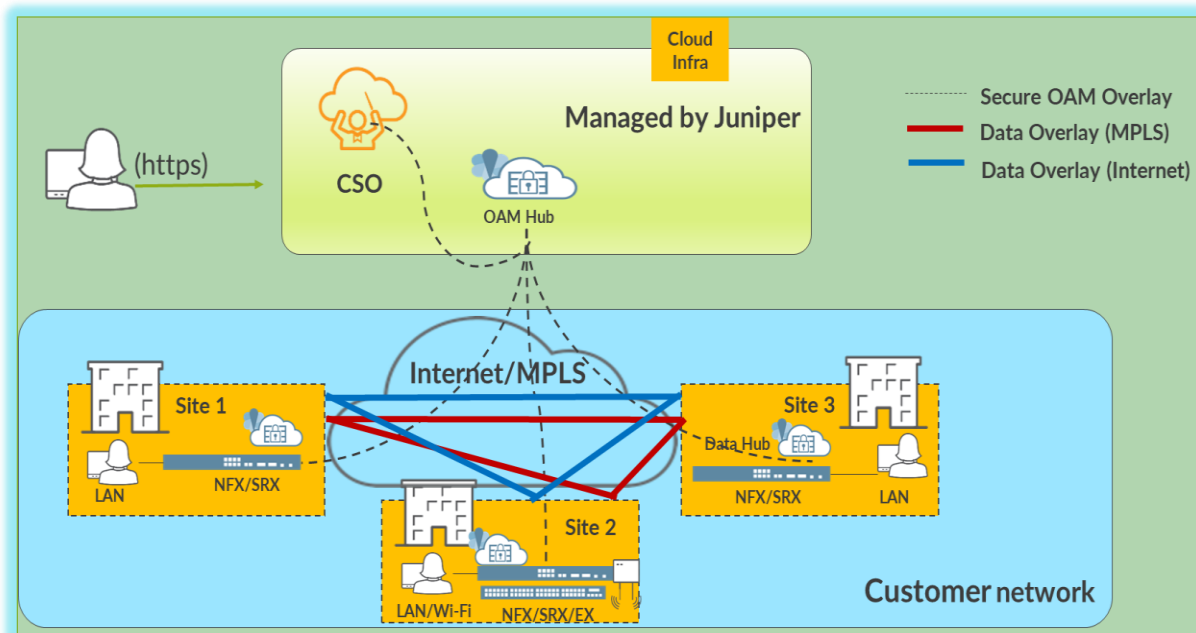 Cloud
Infra
Managed by Juniper
Secure OAM Overlay
Data Overlay (MPLS)
Data Overlay (Internet)
(https)
CSO
OAM Hub
Internet/MPLS
Site 1
LAN
NFX/SRX
Site 3
Data Hub
NFX/SRX
LAN
Site 2
LAN/Wi-Fi
NFX/SRX/EX
Customer network